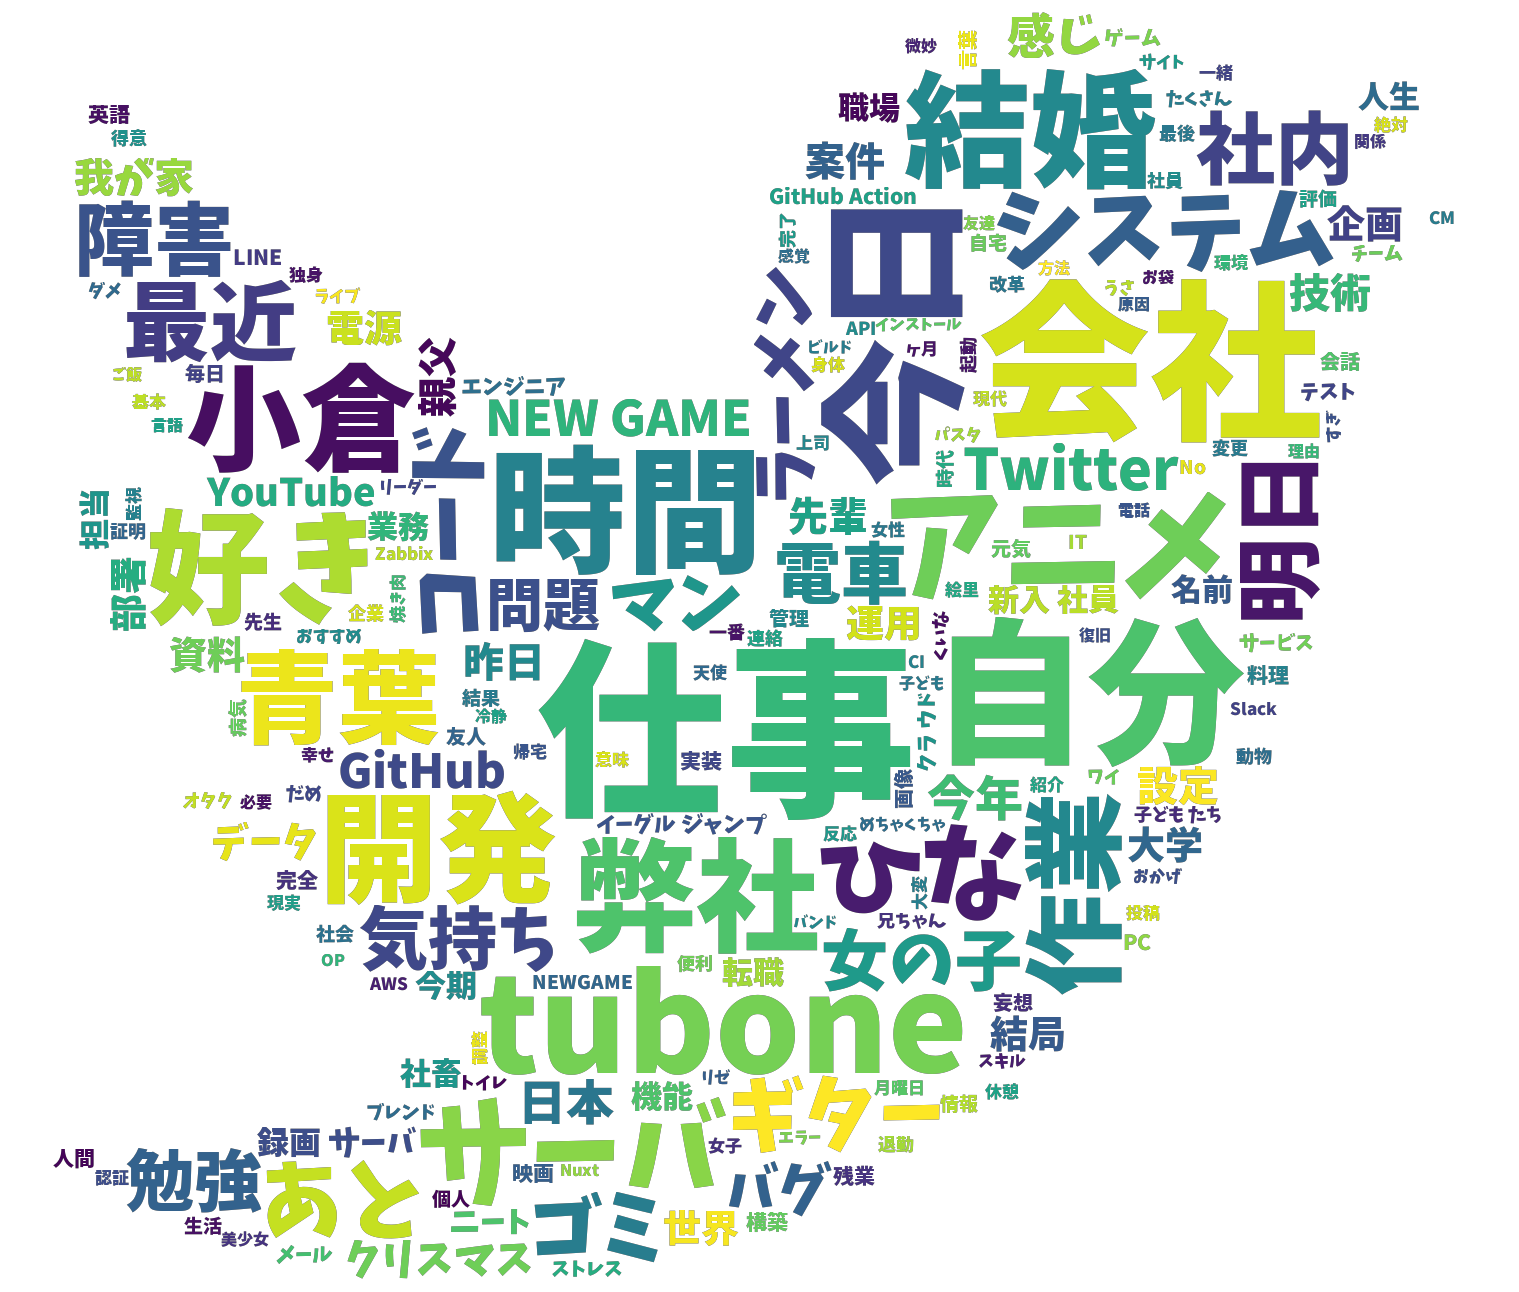 微妙
言葉
感じ
ゲーム
サイト
一緒
職場
結婚
たくさん
人生
絶対
最後
社内
関係
英語
得意
我が家
案件
社員
GitHub Action
評価
障害
LINE
独身
ダメ
ライブ
最近
電源
完了
感覚
今日
友達
自宅
システム
企画
CM
チーム
環境
方法
改革
お袋
うさ
原因
技術
API
インストール
ビルド
身体
ラーメン
ケ月
起動
会社
会話
テスト
すき
現代
ご飯
毎日
基本
言語
小倉
親父
エンジニア
NEW GAME
上司
パスタ
時代
Twitter
No
変更
理由
明日
YouTube
リーダー
コード
時間
先輩
女性
アニメ
電話
IT
元気
担当
監視
証明
部署
好き
業務
Zabbix
焼き肉
企業
先生
おすすめ
問題
マン
電車
運用
管理
絵里
新入 社員
名前
くいな
復旧
サービス
料理
Slack
動物
資料
青葉
病気
幸せ
昨日
結果
冷静
友人
帰宅
GitHub
仕事
一番
連絡
天使
意味
実装
CI
子ども
クラウド
画像
自分
今年
紹介
ワイ
設定
子どもたち
オタク
必要
だめ
データ
開発
完全
現実
イーグル ジャンプ
反応
めちゃくちゃ
弊社
ひな
大変
兄ちゃん
バンド
作業
大学
おかげ
投稿
PC
社会
OP
気持ち
AWS
今期
NEWGAME
便利
転職
女の子
妄想
結局
スキル
tubone
両壁
社畜
トイレ
日本
機能
リゼ
ギター
月曜日
情報
休憩
ブレンド
サーバ
女子
エラー
退勤
録画
サーバ
人間
認証
勉強
あと
映画
Nuxt
バグ
残業
個人
生活
美少女
メール
ニート
クリスマス
ゴミ
世界
構築
ストレス